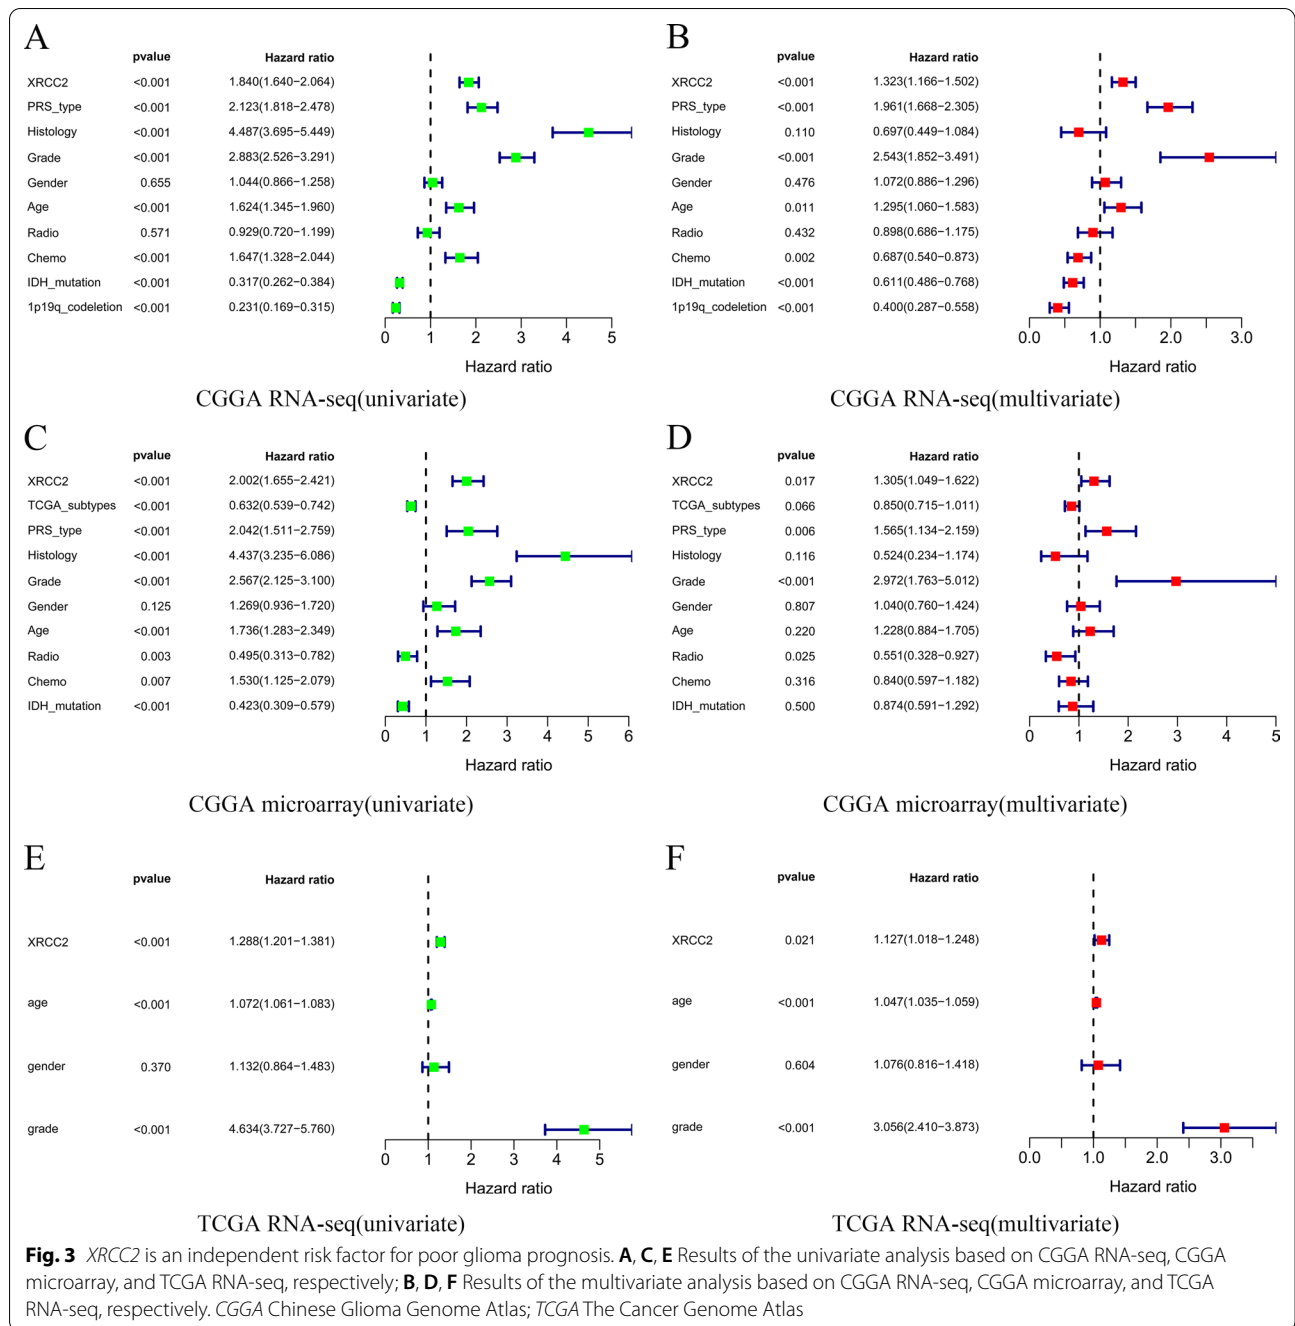 A
pvalue Hazard ratio
XRCC2 <0.001 1.840(1.640−2.064)
PRS_type <0.001 2.123(1.818−2.478)
Histology <0.001 4.487(3.695−5.449)
Grade <0.001 2.883(2.526−3.291)
Gender 0.655 1.044(0.866−1.258)
Age <0.001 1.624(1.345−1.960)
Radio 0.571 0.929(0.720−1.199)
Chemo <0.001 1.647(1.328−2.044)
IDH_mutation <0.001 0.317(0.262−0.384)
1p19q_codeletion <0.001 0.231(0.169−0.315)
0 1 2 3 4 5
Hazard ratio
CGGA RNA-seq(univariate)
B
pvalue Hazard ratio
XRCC2 <0.001 1.323(1.166−1.502)
PRS_type <0.001 1.961(1.668−2.305)
Histology 0.110 0.697(0.449−1.084)
Grade <0.001 2.543(1.852−3.491)
Gender 0.476 1.072(0.886−1.296)
Age 0.011 1.295(1.060−1.583)
Radio 0.432 0.898(0.686−1.175)
Chemo 0.002 0.687(0.540−0.873)
IDH_mutation <0.001 0.611(0.486−0.768)
1p19q_codeletion <0.001 0.400(0.287−0.558)
0.0 1.0 2.0 3.0
Hazard ratio
CGGA RNA-seq(multivariate)
C
pvalue Hazard ratio
XRCC2 <0.001 2.002(1.655−2.421)
TCGA_subtypes <0.001 0.632(0.539−0.742)
PRS_type <0.001 2.042(1.511−2.759)
Histology <0.001 4.437(3.235−6.086)
Grade <0.001 2.567(2.125−3.100)
Gender 0.125 1.269(0.936−1.720)
Age <0.001 1.736(1.283−2.349)
Radio 0.003 0.495(0.313−0.782)
Chemo 0.007 1.530(1.125−2.079)
IDH_mutation <0.001 0.423(0.309−0.579)
0 1 2 3 4 5 6
Hazard ratio
CGGA microarray(univariate)
D
pvalue Hazard ratio
XRCC2 0.017 1.305(1.049−1.622)
TCGA_subtypes 0.066 0.850(0.715−1.011)
PRS_type 0.006 1.565(1.134−2.159)
Histology 0.116 0.524(0.234−1.174)
Grade <0.001 2.972(1.763−5.012)
Gender 0.807 1.040(0.760−1.424)
Age 0.220 1.228(0.884−1.705)
Radio 0.025 0.551(0.328−0.927)
Chemo 0.316 0.840(0.597−1.182)
IDH_mutation 0.500 0.874(0.591−1.292)
0 1 2 3 4 5
Hazard ratio
CGGA microarray(multivariate)
E
pvalue Hazard ratio
XRCC2 <0.001 1.288(1.201−1.381)
age <0.001 1.072(1.061−1.083)
gender 0.370 1.132(0.864−1.483)
grade <0.001 4.634(3.727−5.760)
0 1 2 3 4 5
Hazard ratio
TCGA RNA-seq(univariate)
F
pvalue Hazard ratio
XRCC2 0.021 1.127(1.018−1.248)
age <0.001 1.047(1.035−1.059)
gender 0.604 1.076(0.816−1.418)
grade <0.001 3.056(2.410−3.873)
0.0 1.0 2.0 3.0
Hazard ratio
TCGA RNA-seq(multivariate)
Fig. 3 XRCC2 is an independent risk factor for poor glioma prognosis. A, C, E Results of the univariate analysis based on CGGA RNA-seq, CGGA
microarray, and TCGA RNA-seq, respectively; B, D, F Results of the multivariate analysis based on CGGA RNA-seq, CGGA microarray, and TCGA
RNA-seq, respectively. CGGA Chinese Glioma Genome Atlas; TCGA The Cancer Genome Atlas